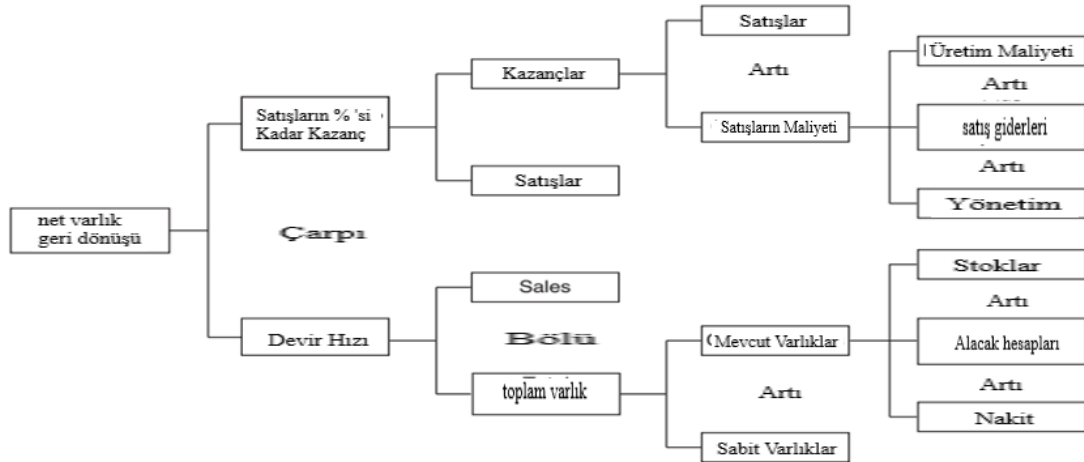 Satışlar
Artı
Üretim Maliyeti
Artı
Kazançlar
Satışların % 'si
Kadar Kazanç
Satışların Maliyeti
satış giderleri
Artı
Satışlar
Yönetim
net varlık
geri dönüşü
Çarpı
Stoklar
Sales
Artı
Devir Hızı
Bölü
Mevcut Varlıklar
Alacak hesapları
toplam varlık
Artı
Artı
Nakit
Sabit Varlıklar